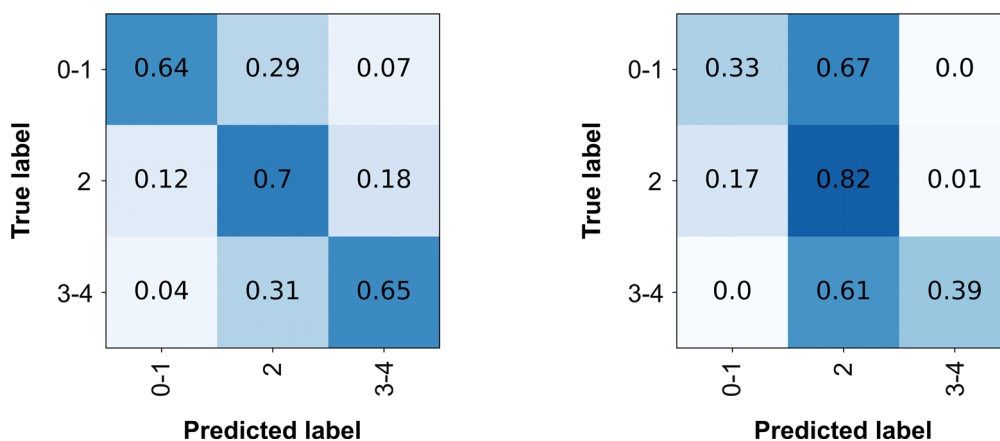 0-1 0.64 0.29 0.07
2 0.12 0.7 0.18
3-4 0.04 0.31 0.65
0-1 2 3-4
True label
Predicted label
0-1 0.33 0.67 0.0
2 0.17 0.82 0.01
3-4 0.0 0.61 0.39
0-1 2 3-4
True label
Predicted label